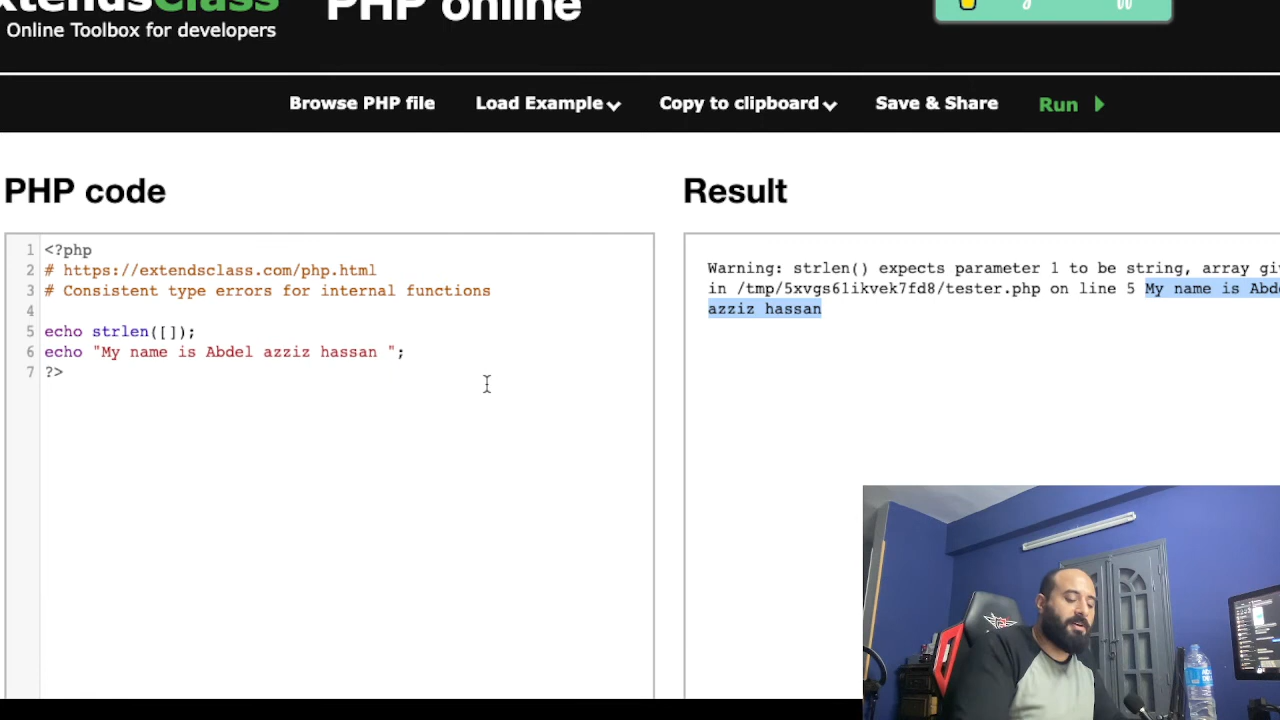 PHP online
Online Toolbox for developers
Browse PHP file
Load Example
Copy to clipboard
Save & Share
Run
PHP code
1 <?php
2 # https://extendsclass.com/php.html
3 # Consistent type errors for internal functions
4
5 echo strlen([]);
6 echo "My name is Abdel azziz hassan ";
7 ?>
Result
Warning: strlen() expects parameter 1 to be string, array
in /tmp/5xvgs61ikvek7fd8/tester.php on line 5 My name is
azziz hassan